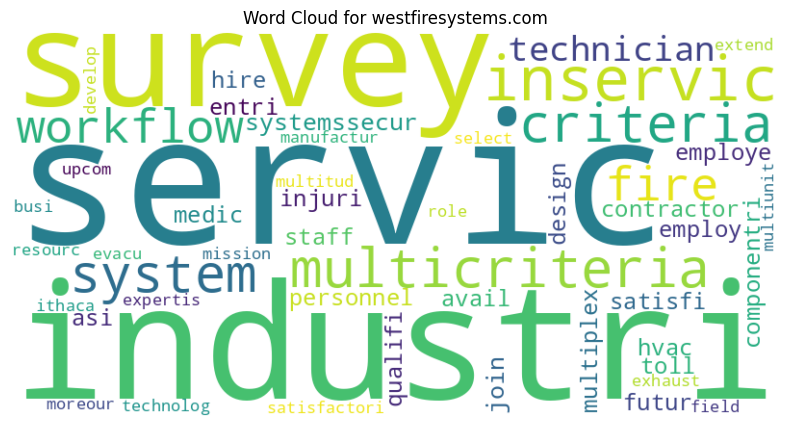 Word Cloud for westfiresystems.com
survey
develop
hire
entri
technician
extend
inservic
workflow
systemssecur
manufactur
select
criteria
employe
servic
upcom
multitud
injuri
medic
busi
role
design
fire
contractor
multiunit
resourc
evacu
mission
staff
employ
system
multicriteria
componentri
industri
ithaca
expertis
asi
personnel
avail
satisfi
qualifi
join
multiplex
hvac
toll
exhaust
moreour
technolog
satisfactori
futur
field